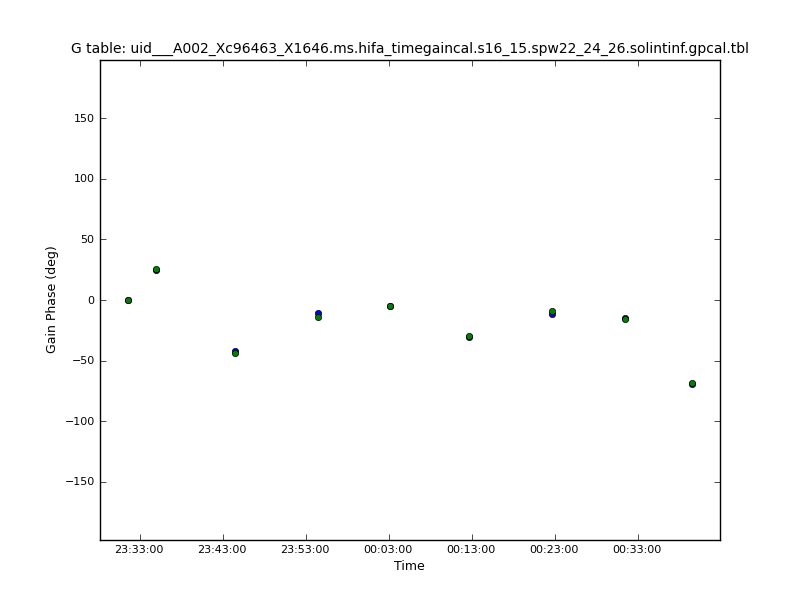 G table: uid___A002_Xc96463_X1646.ms.hifa_timegaincal.s16_15.spw22_24_26.solintinf.gpcal.tbl
150
100
50
0
−50
−100
−150
Gain Phase (deg)
23:33:00 23:43:00 23:53:00 00:03:00 00:13:00 00:23:00 00:33:00
Time